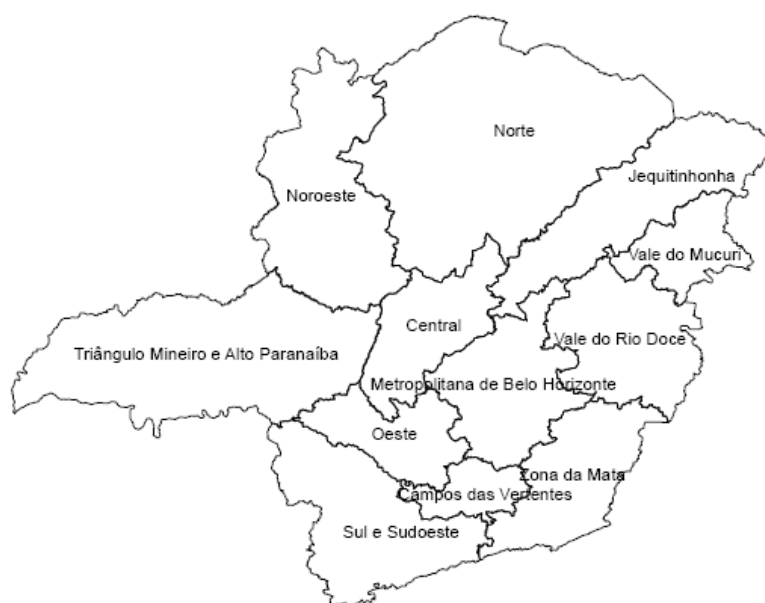 Norte
Jequitinhonha
Noroeste
Vale do Mucuri
Central
Vale do Rio Doce
Triângulo Mineiro e Alto Paranaíba
Metropolitana de Belo Horizonte
Oeste
Zona da Mata
Campos das Vertentes
Sul e Sudoeste